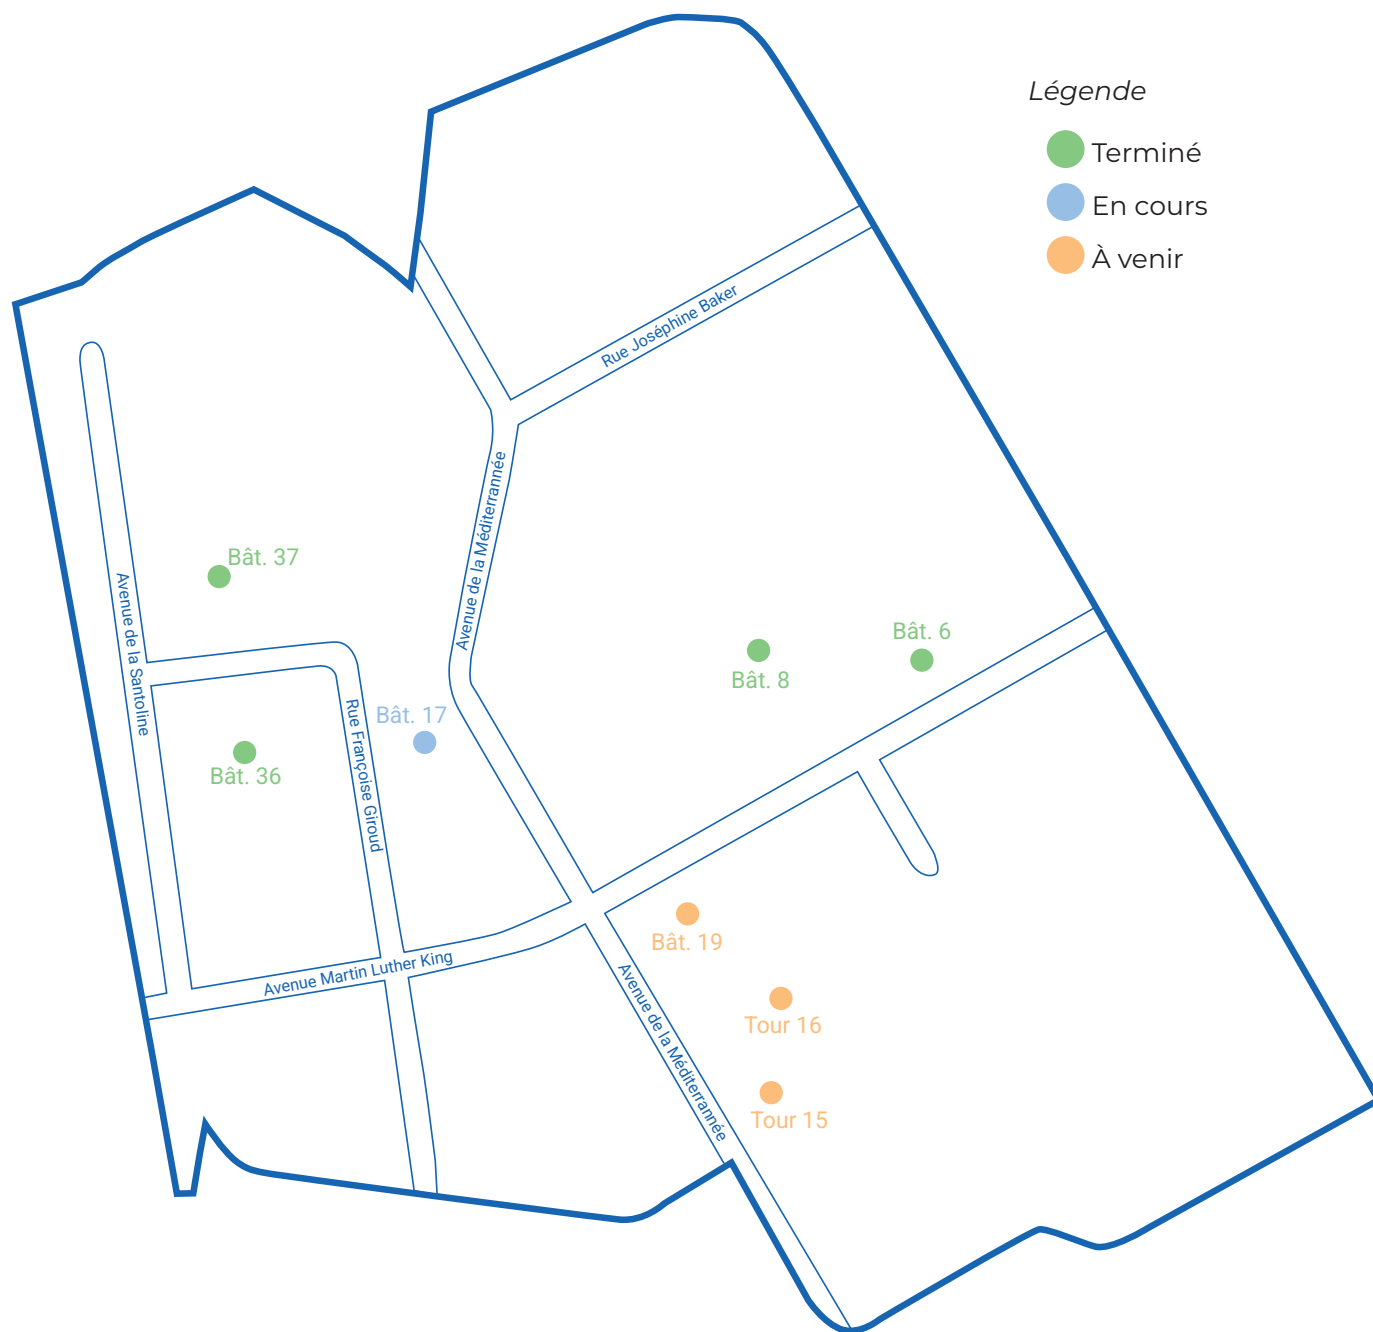 Légende
Terminé
En cours
À venir
Rue Joséphine Baker
Avenue de la Méditerrannée
Bât. 37
Avenue de la Santoline
Bât. 6
Bât. 8
Bât. 17
Rue Françoise Giroud
Bât. 36
Bât. 19
Avenue Martin Luther King
Avenue de la Méditerrannée
Tour 16
Tour 15